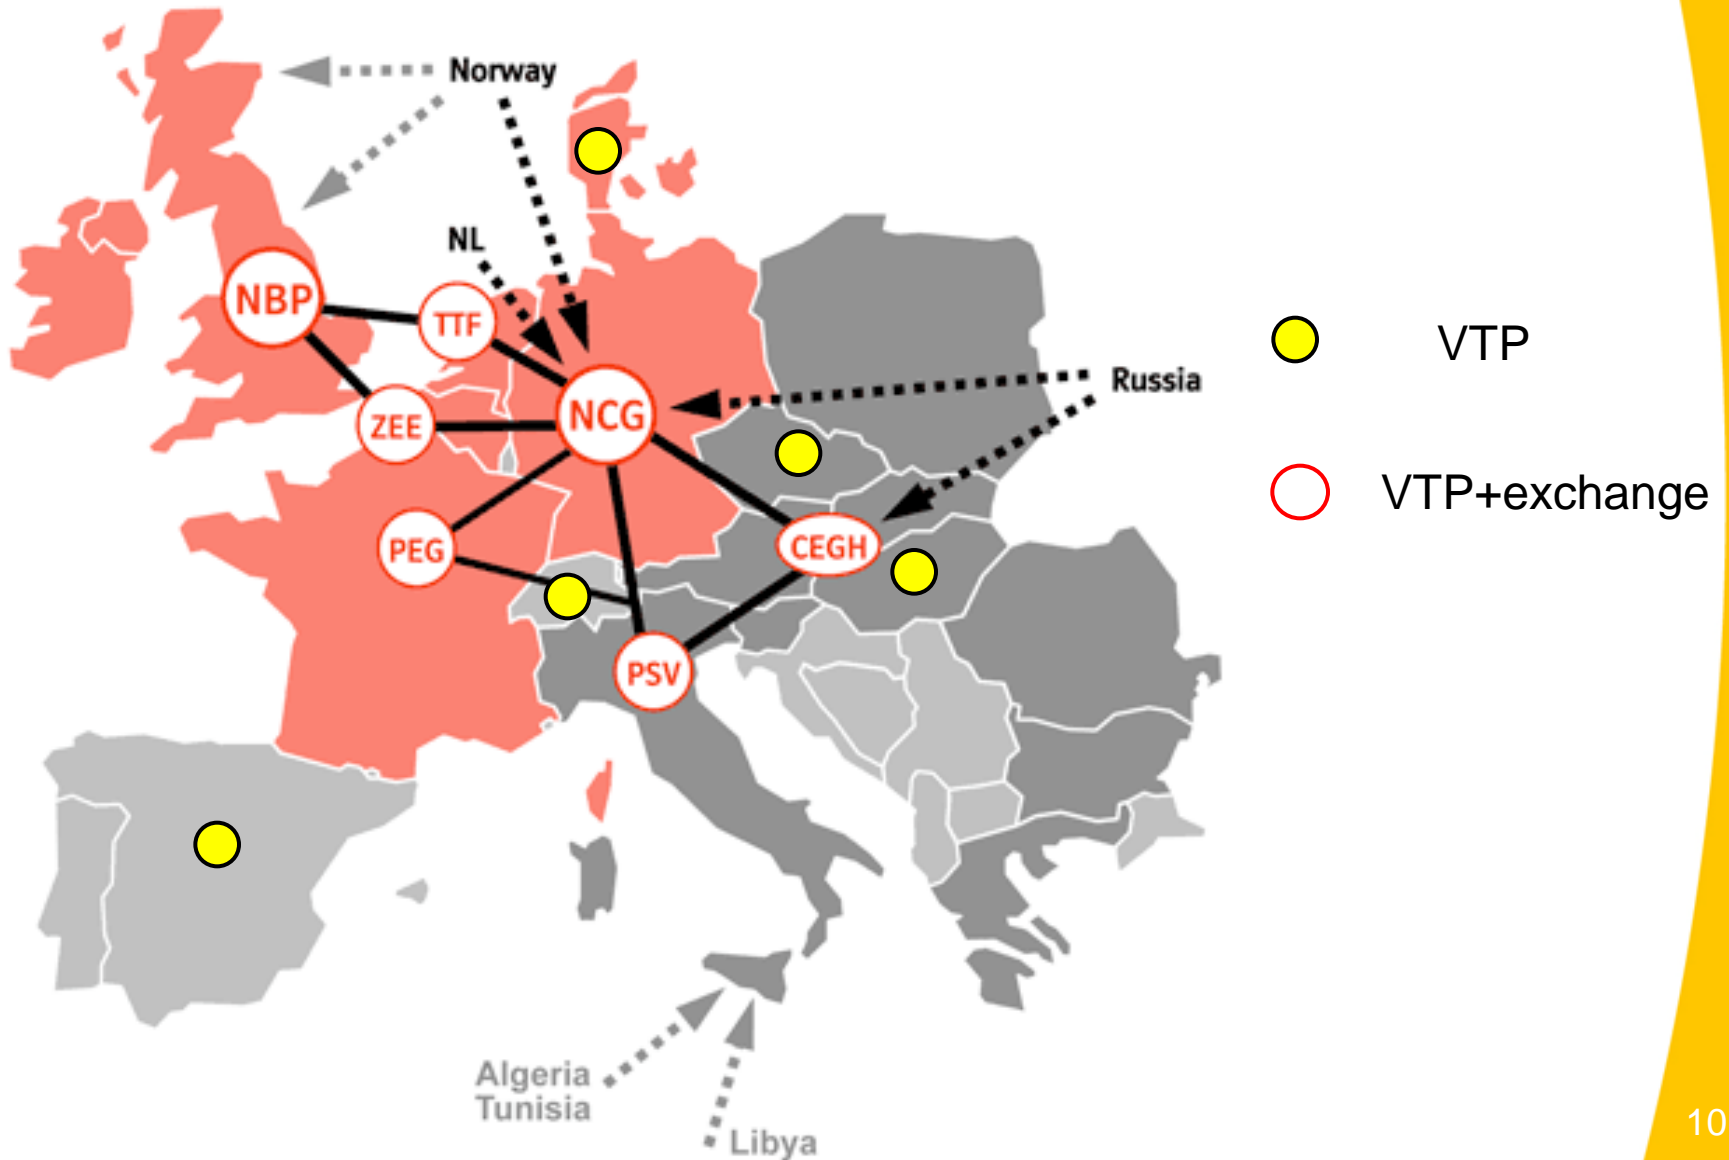 Norway
NL
NBP
TTF
VTP
Russia
ZEE
NCG
VTP+exchange
PEG
CEGH
PSV
Algeria
Tunisia
Libya
10